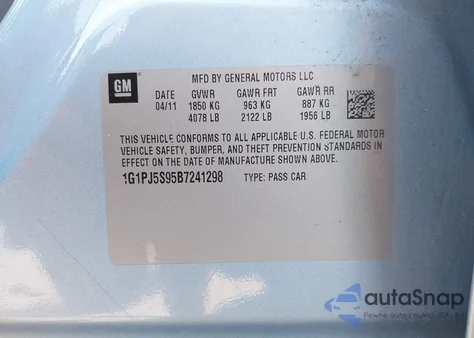 GM
MFD BY GENERAL MOTORS LLC
DATE GVWR GAWR FRT GAWR RR
04/11 1850 KG 963 KG 887 KG
4078 LB 2122 LB 1956 LB
THIS VEHICLE CONFORMS TO ALL APPLICABLE U.S. FEDERAL MOTOR
VEHICLE SAFETY, BUMPER, AND THEFT PREVENTION STANDARDS IN
EFFECT ON THE DATE OF MANUFACTURE SHOWN ABOVE.
1G1PJ5S95B7241298 TYPE: PASS CAR
autoSnap
Pewne auta z